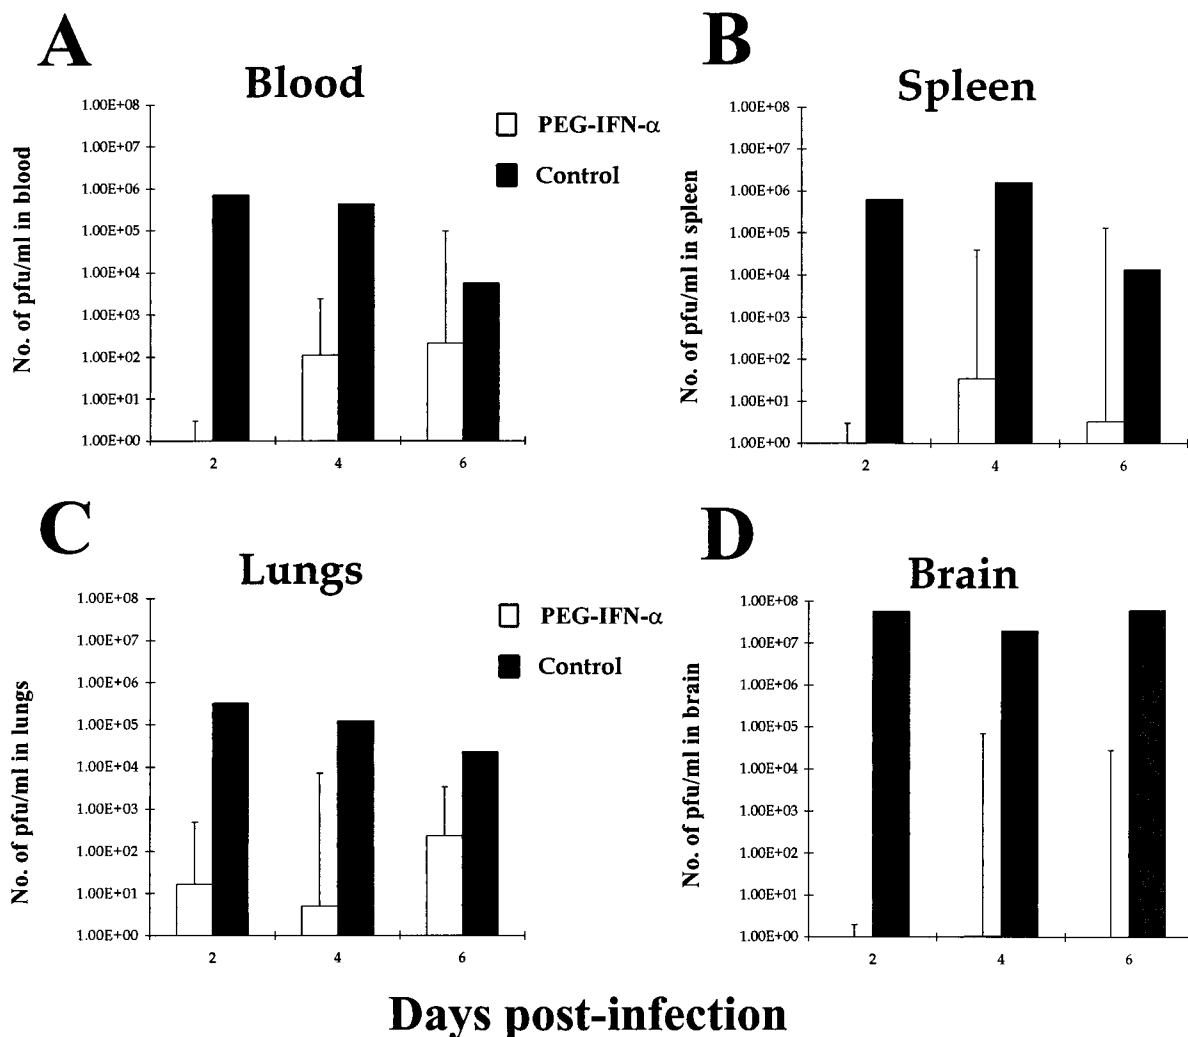 A
Blood
No. of pfu/ml in blood
1.00E+08
1.00E+07
1.00E+06
1.00E+05
1.00E+04
1.00E+03
1.00E+02
1.00E+01
1.00E+00
2
4
6
PEG-IFN-α
Control
B
Spleen
No. of pfu/ml in spleen
1.00E+08
1.00E+07
1.00E+06
1.00E+05
1.00E+04
1.00E+03
1.00E+02
1.00E+01
1.00E+00
2
4
6
C
Lungs
No. of pfu/ml in lungs
1.00E+08
1.00E+07
1.00E+06
1.00E+05
1.00E+04
1.00E+03
1.00E+02
1.00E+01
1.00E+00
2
4
6
PEG-IFN-α
Control
D
Brain
No. of pfu/ml in brain
1.00E+08
1.00E+07
1.00E+06
1.00E+05
1.00E+04
1.00E+03
1.00E+02
1.00E+01
1.00E+00
2
4
6
Days post-infection